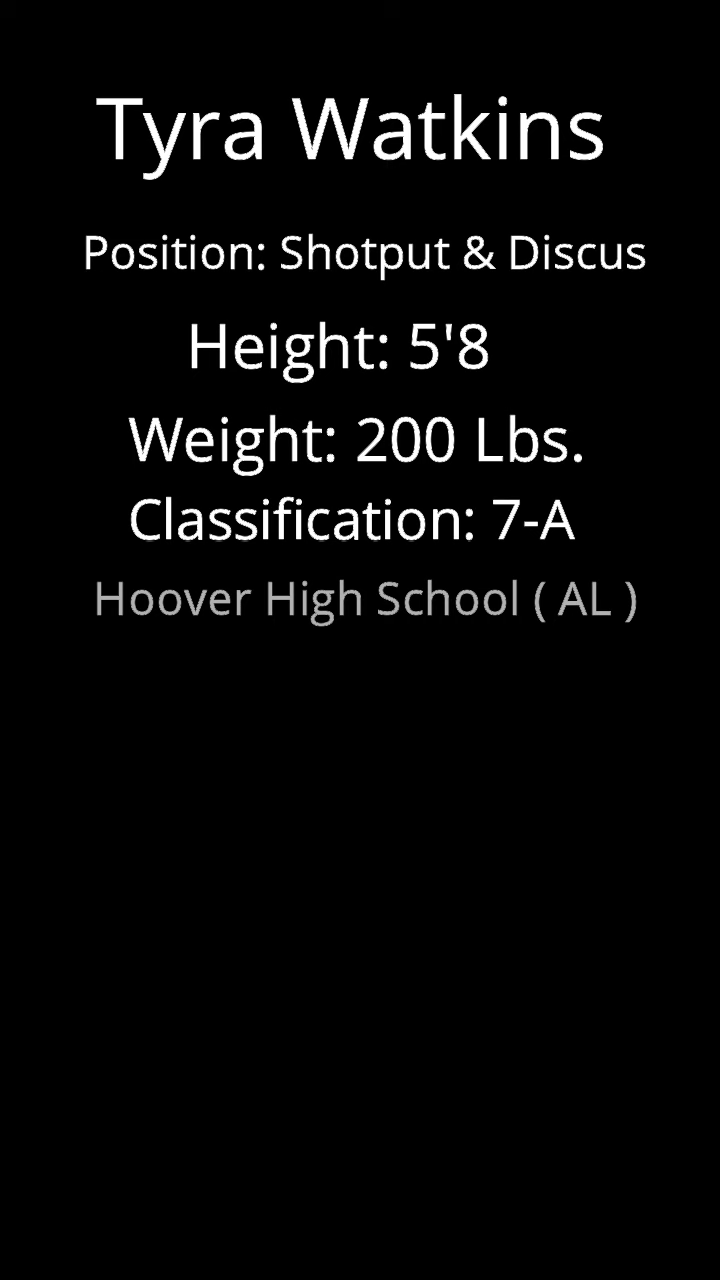 Tyra Watkins
Position: Shotput & Discus
Height: 5'8
Weight: 200 Lbs.
Classification: 7-A
Hoover High School ( AL )